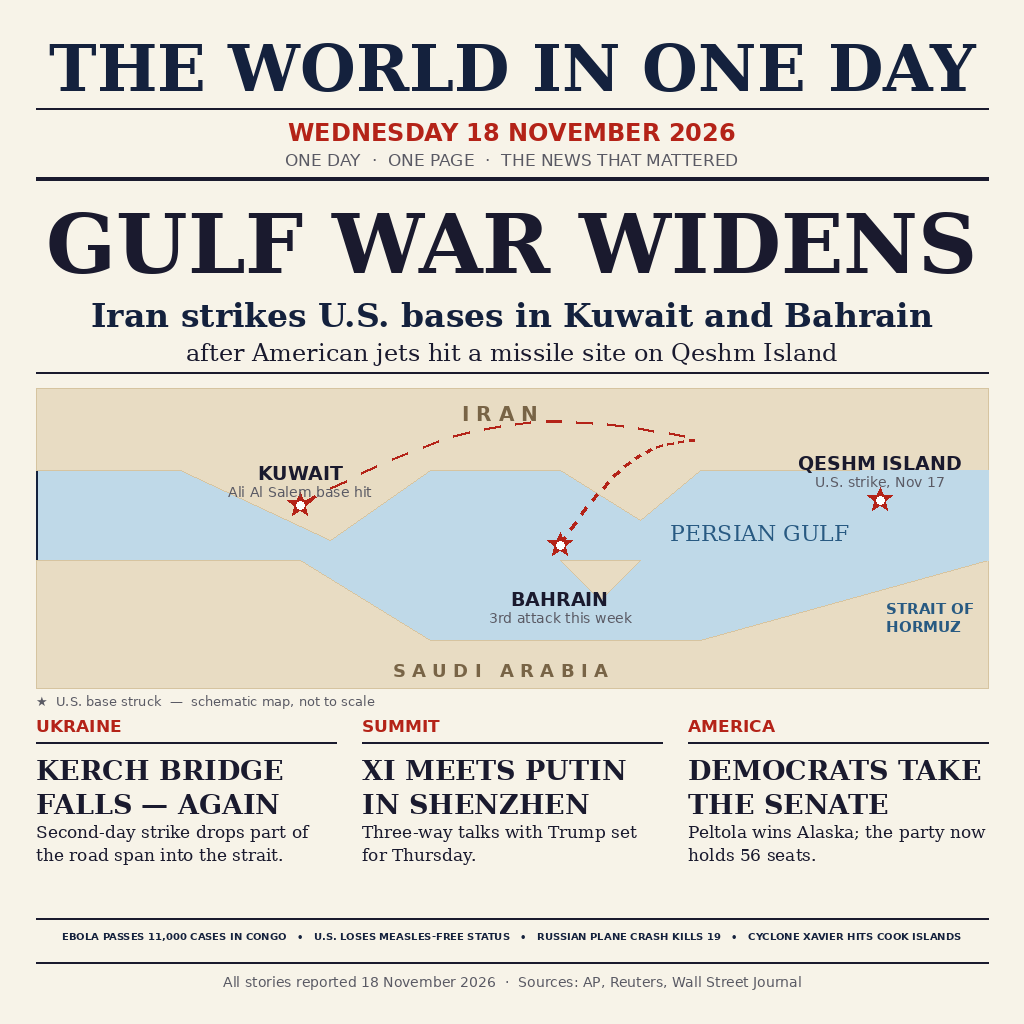 THE WORLD IN ONE DAY
WEDNESDAY 18 NOVEMBER 2026
ONE DAY · ONE PAGE · THE NEWS THAT MATTERED
GULF WAR WIDENS
Iran strikes U.S. bases in Kuwait and Bahrain
after American jets hit a missile site on Qeshm Island
IRAN
KUWAIT
Ali Al Salem base hit
QESHM ISLAND
U.S. strike, Nov 17
PERSIAN GULF
BAHRAIN
3rd attack this week
STRAIT OF
HORMUZ
SAUDI ARABIA
★ U.S. base struck — schematic map, not to scale
UKRAINE
KERCH BRIDGE
FALLS — AGAIN
Second-day strike drops part of
the road span into the strait.
SUMMIT
XI MEETS PUTIN
IN SHENZHEN
Three-way talks with Trump set
for Thursday.
AMERICA
DEMOCRATS TAKE
THE SENATE
Peltola wins Alaska; the party now
holds 56 seats.
EBOLA PASSES 11,000 CASES IN CONGO • U.S. LOSES MEASLES-FREE STATUS • RUSSIAN PLANE CRASH KILLS 19 • CYCLONE XAVIER HITS COOK ISLANDS
All stories reported 18 November 2026 · Sources: AP, Reuters, Wall Street Journal